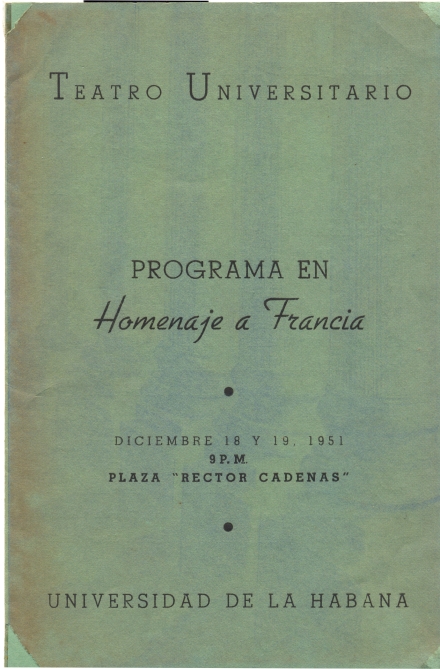 TEATRO UNIVERSITARIO
PROGRAMA EN
Homenaje a Francia
DICIEMBRE 18 Y 19, 1951
9 P. M.
PLAZA "RECTOR CADENAS"
UNIVERSIDAD DE LA HABANA